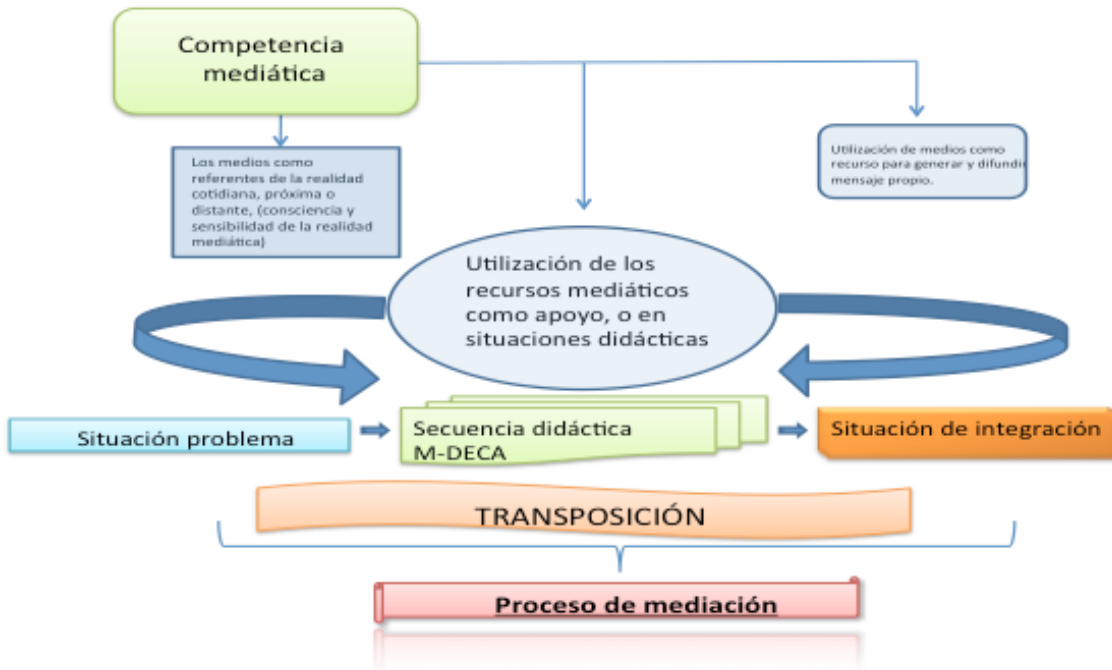 Competencia
mediática
Los medios como
referentes de la realidad
cotidiana, próxima o
distante, (consciencia y
sensibilidad de la realidad
mediática)
Utilización de medios como
recurso para generar y difundir
mensaje propio.
Utilización de los
recursos mediáticos
como apoyo, o en
situaciones didácticas
Situación problema
Secuencia didáctica
M-DECA
Situación de integración
TRANSPOSICIÓN
Proceso de mediación